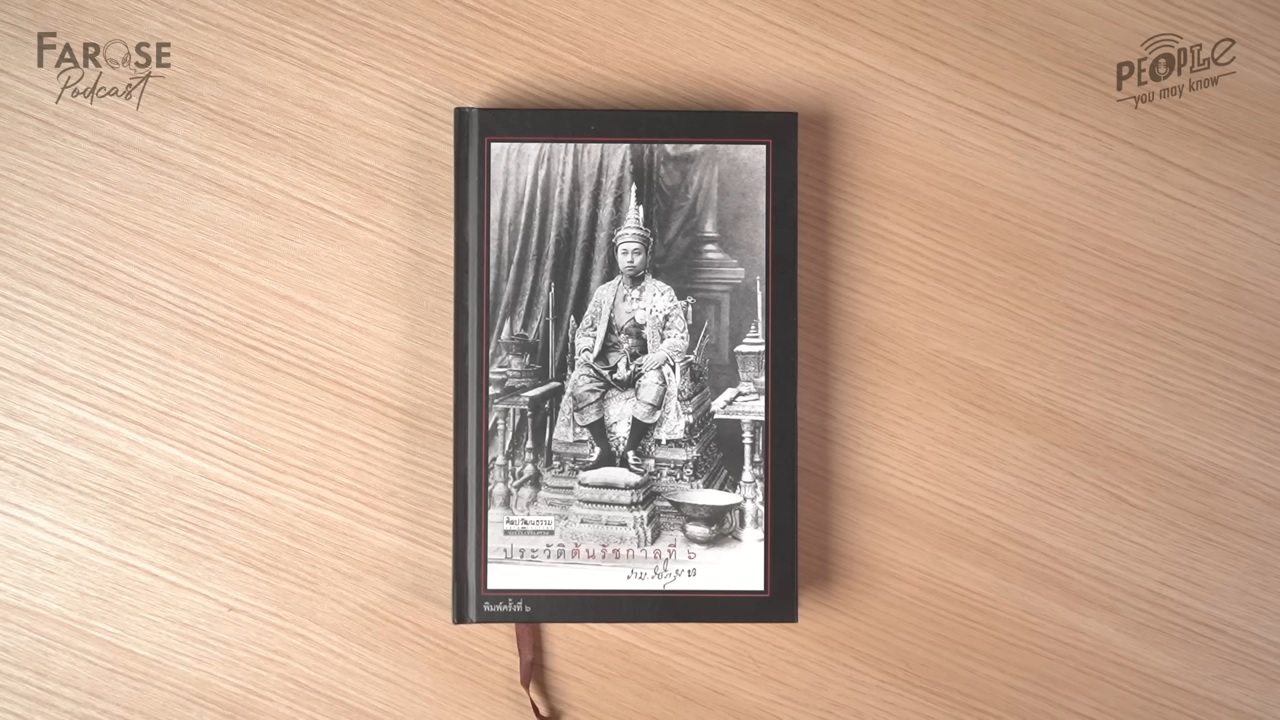 FAROSE
Podcast
PEOPLE
you may know
ศิลปวัฒนธรรม
ประวัติต้นรัชกาลที่ ๖
พิมพ์ครั้งที่ ๖